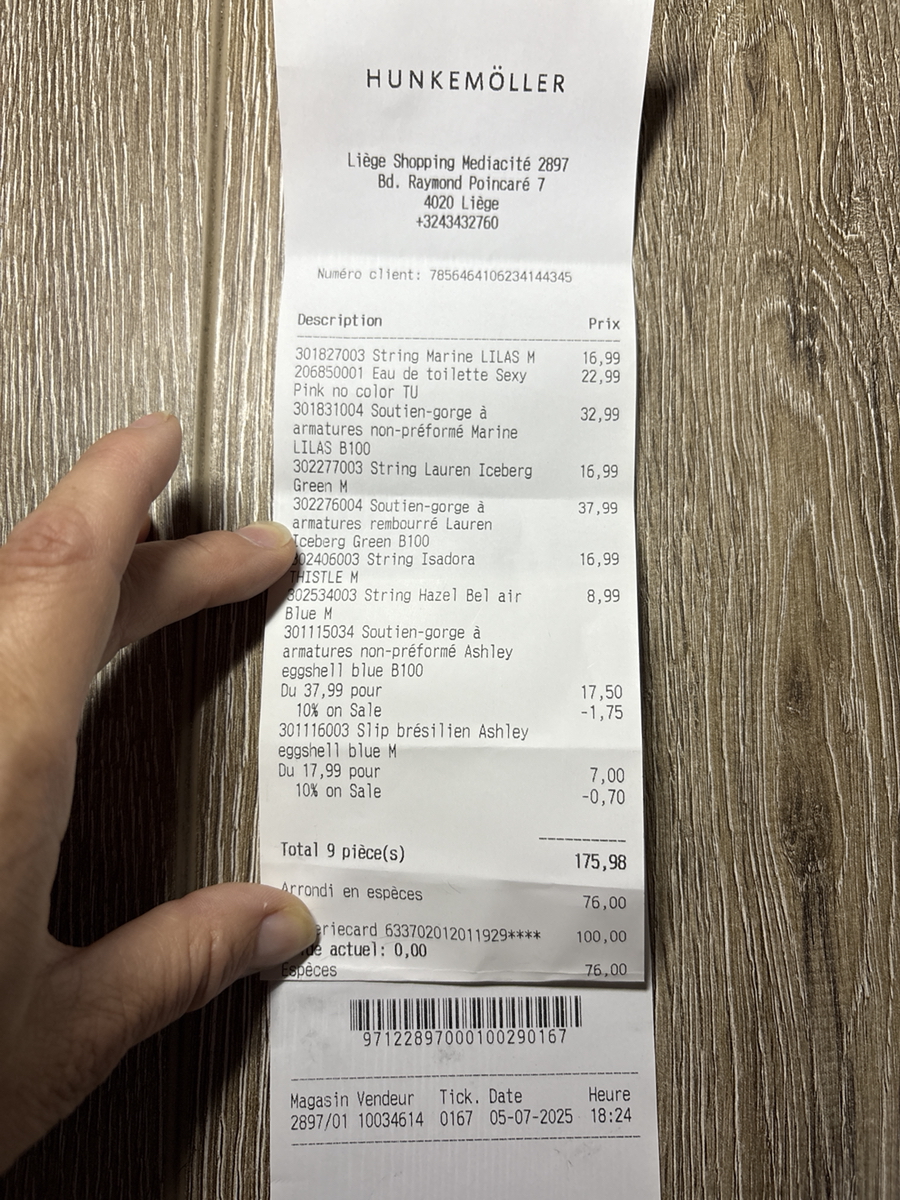 HUNKEMÖLLER
Liège Shopping Mediacité 2897
Bd. Raymond Poincaré 7
4020 Liège
+3243432760
Numéro client: 7856464106234144345
Description Prix
301827003 String Marine LILAS M 16,99
206850001 Eau de toilette Sexy 22,99
Pink no color TU
301831004 Soutien-gorge à 32,99
armatures non-préformé Marine
LILAS B100
302277003 String Lauren Iceberg 16,99
Green M
302276004 Soutien-gorge à 37,99
armatures rembourré Lauren
Iceberg Green B100
302406003 String Isadora 16,99
THISTLE M
302534003 String Hazel Bel air 8,99
Blue M
301115034 Soutien-gorge à
armatures non-préformé Ashley
eggshell blue B100
Du 37,99 pour 17,50
10% on Sale -1,75
301116003 Slip brésilien Ashley
eggshell blue M
Du 17,99 pour 7,00
10% on Sale -0,70
Total 9 pièce(s) 175,98
Arrondi en espèces 76,00
eriecard 633702012011929**** 100,00
de actuel: 0,00
Espèces 76,00
97122897000100290167
Magasin Vendeur Tick. Date Heure
2897/01 10034614 0167 05-07-2025 18:24